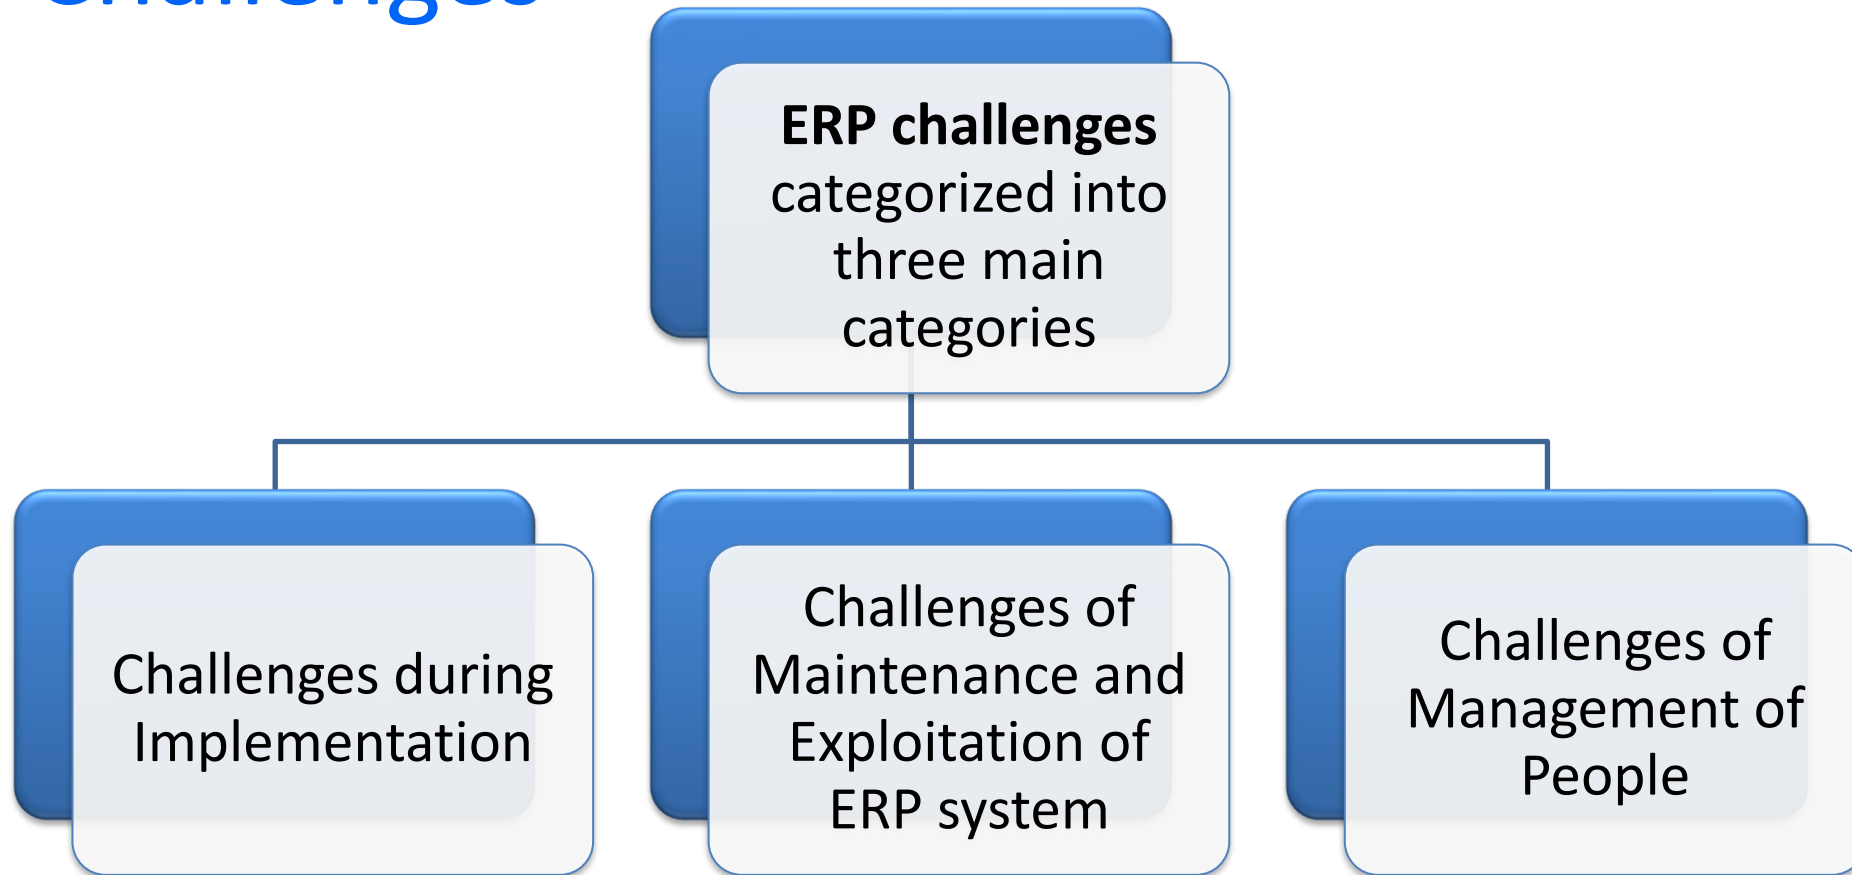 Challenges
ERP challenges
categorized into
three main
categories
Challenges during
Implementation
Challenges of
Maintenance and
Exploitation of
ERP system
Challenges of
Management of
People